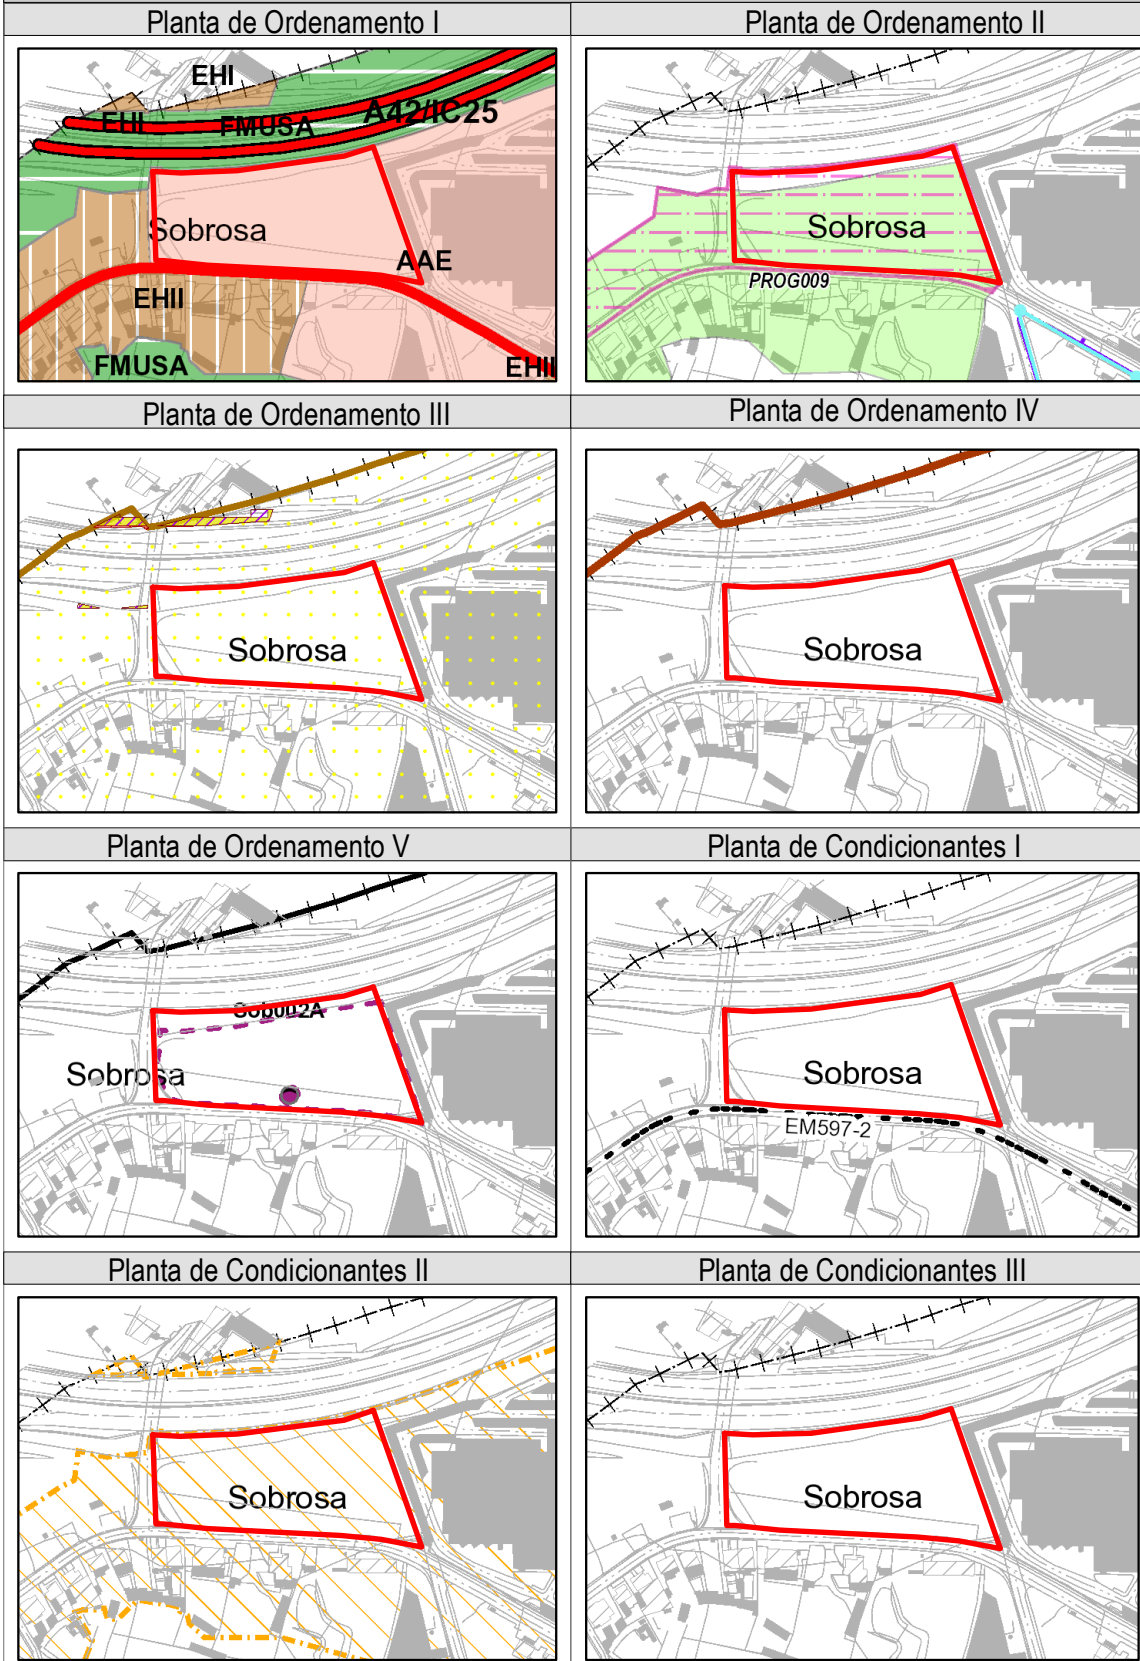 Planta de Ordenamento I
Planta de Ordenamento II
EHI
A42/IC25
EHI
FMUSA
Sobrosa
AAE
EHII
FMUSA
EHII
Sobrosa
PROG009
Planta de Ordenamento III
Planta de Ordenamento IV
Sobrosa
Sobrosa
Planta de Ordenamento V
Planta de Condicionantes I
Sob002A
Sobrosa
Sobrosa
EM597-2
Planta de Condicionantes II
Planta de Condicionantes III
Sobrosa
Sobrosa